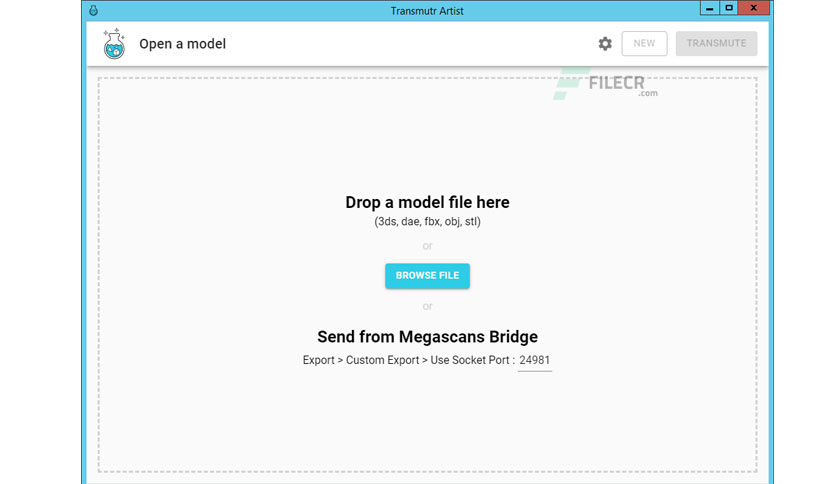 Transmutr Artist
Open a model
NEW
TRANSMUTE
FILECR
.com
Drop a model file here
(3ds, dae, fbx, obj, stl)
or
BROWSE FILE
or
Send from Megascans Bridge
Export > Custom Export > Use Socket Port : 24981